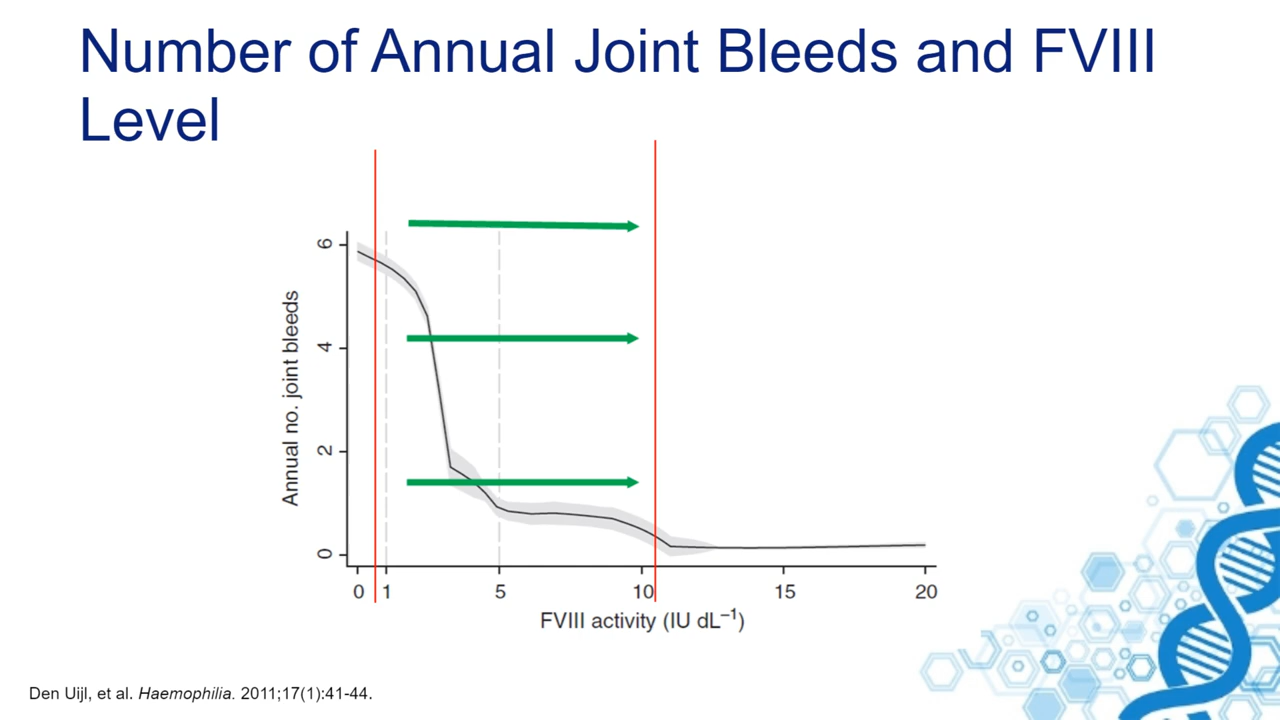 Number of Annual Joint Bleeds and FVIII
Level
6
4
2
0
Annual no. joint bleeds
0 1 5 10 15 20
FVIII activity (IU dL⁻¹)
Den Uijl, et al. Haemophilia. 2011;17(1):41-44.